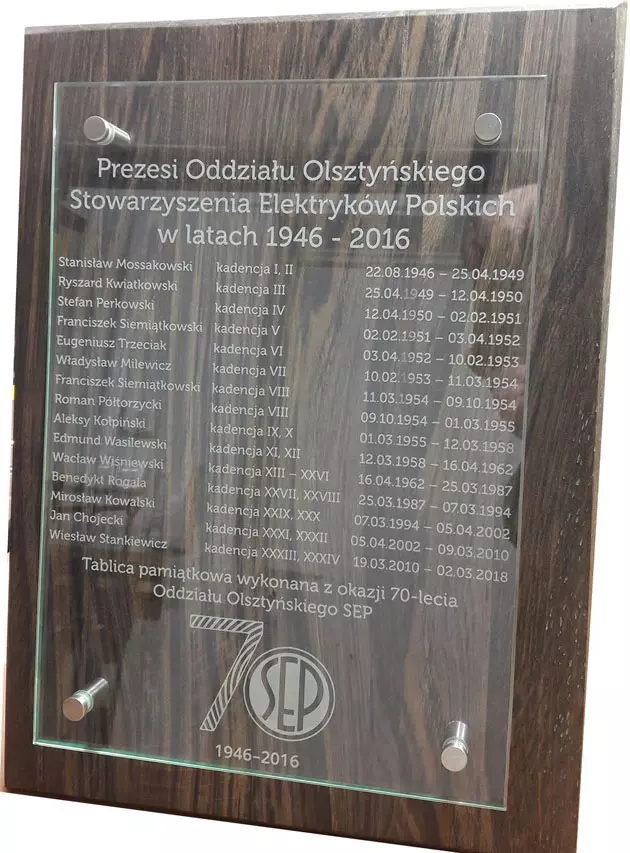 Prezesi Oddziału Olsztyńskiego
Stowarzyszenia Elektryków Polskich
w latach 1946 - 2016
Stanisław Mossakowski kadencja I, II 22.08.1946 – 25.04.1949
Ryszard Kwiatkowski kadencja III 25.04.1949 – 12.04.1950
Stefan Perkowski kadencja IV 12.04.1950 – 02.02.1951
Franciszek Siemiątkowski kadencja V 02.02.1951 – 03.04.1952
Eugeniusz Trzeciak kadencja VI 03.04.1952 – 10.02.1953
Władysław Milewicz kadencja VII 10.02.1953 – 11.03.1954
Franciszek Siemiątkowski kadencja VIII 11.03.1954 – 09.10.1954
Roman Półtorzycki kadencja VIII 09.10.1954 – 01.03.1955
Aleksy Kołpiński kadencja IX, X 01.03.1955 – 12.03.1958
Edmund Wasilewski kadencja XI, XII 12.03.1958 – 16.04.1962
Wacław Wiśniewski kadencja XIII – XXVI 16.04.1962 – 25.03.1987
Benedykt Rogala kadencja XXVII, XXVIII 25.03.1987 – 07.03.1994
Mirosław Kowalski kadencja XXIX, XXX 07.03.1994 – 05.04.2002
Jan Chojecki kadencja XXXI, XXXII 05.04.2002 – 09.03.2010
Wiesław Stankiewicz kadencja XXXIII, XXXIV 19.03.2010 – 02.03.2018
Tablica pamiątkowa wykonana z okazji 70-lecia
Oddziału Olsztyńskiego SEP
70 SEP
1946–2016